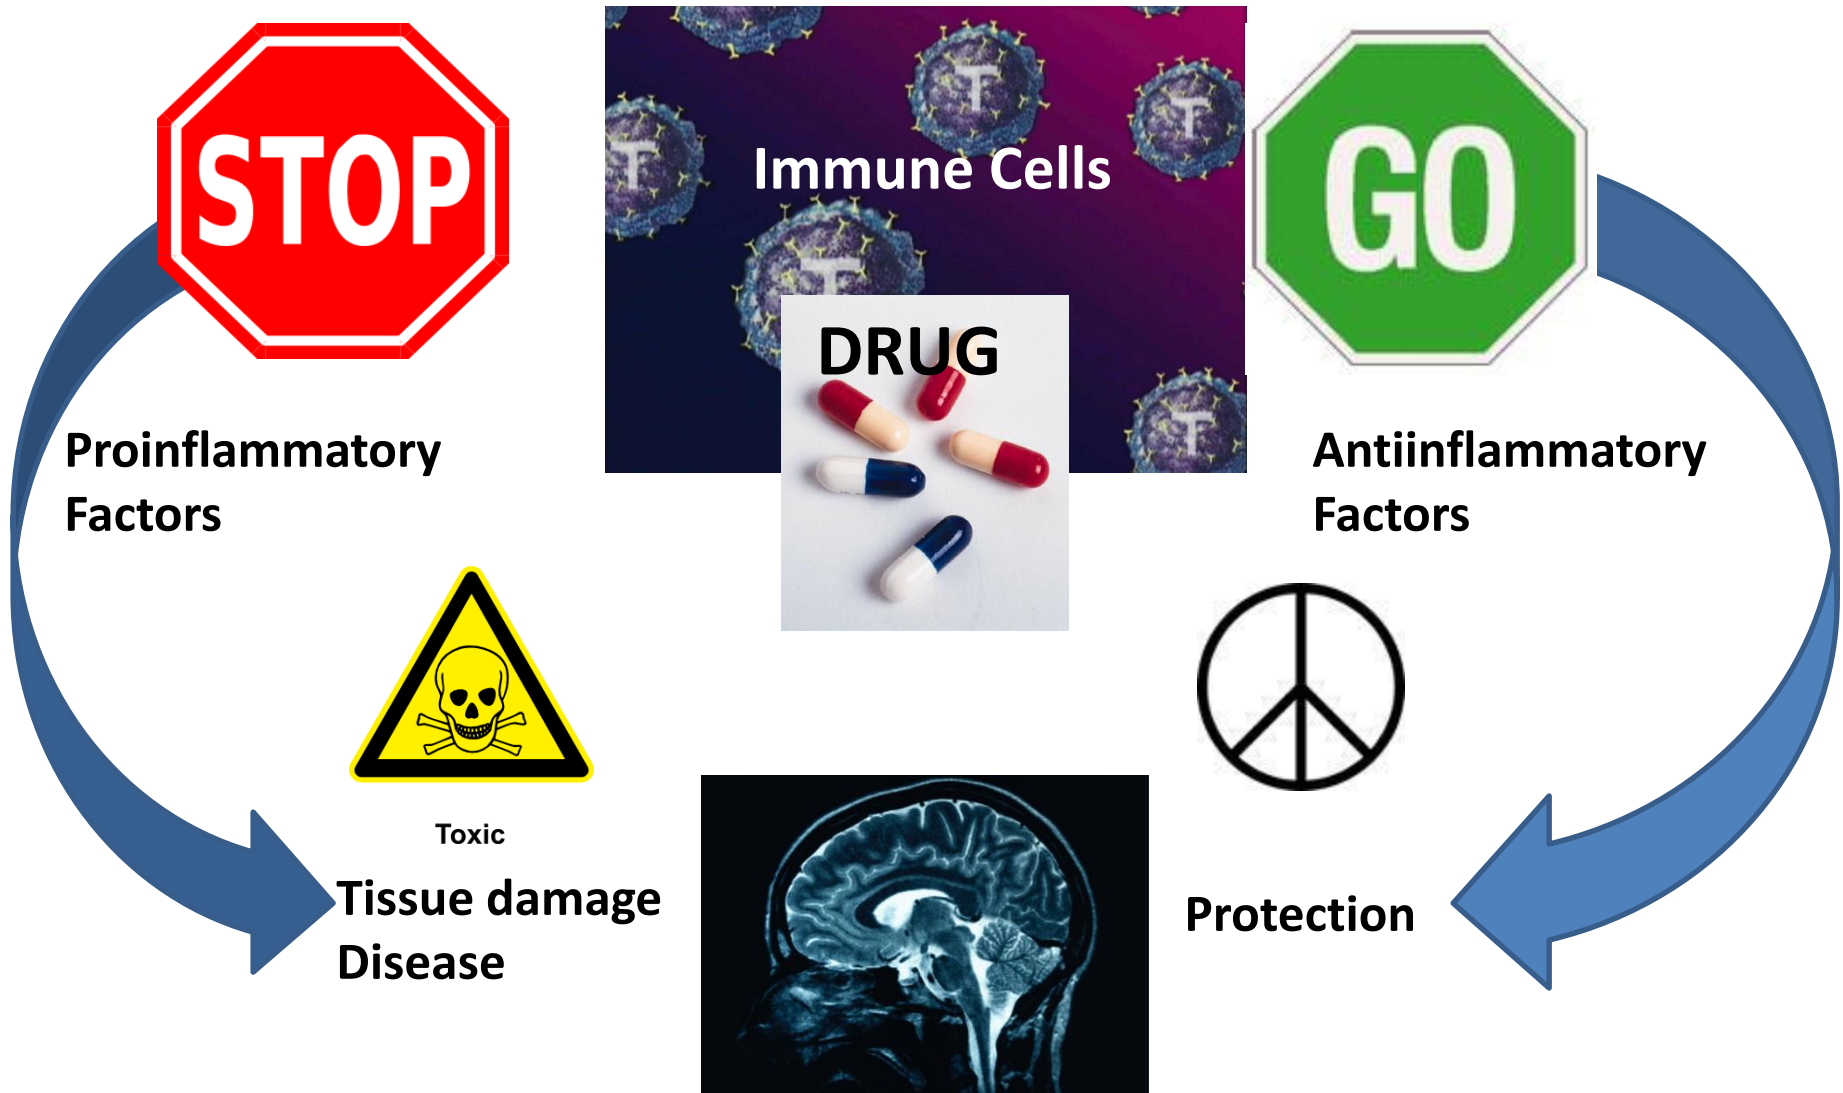 STOP
Immune Cells
GO
T
T
T
T
T
DRUG
Proinflammatory
Factors
Antiinflammatory
Factors
Toxic
Tissue damage
Disease
Protection